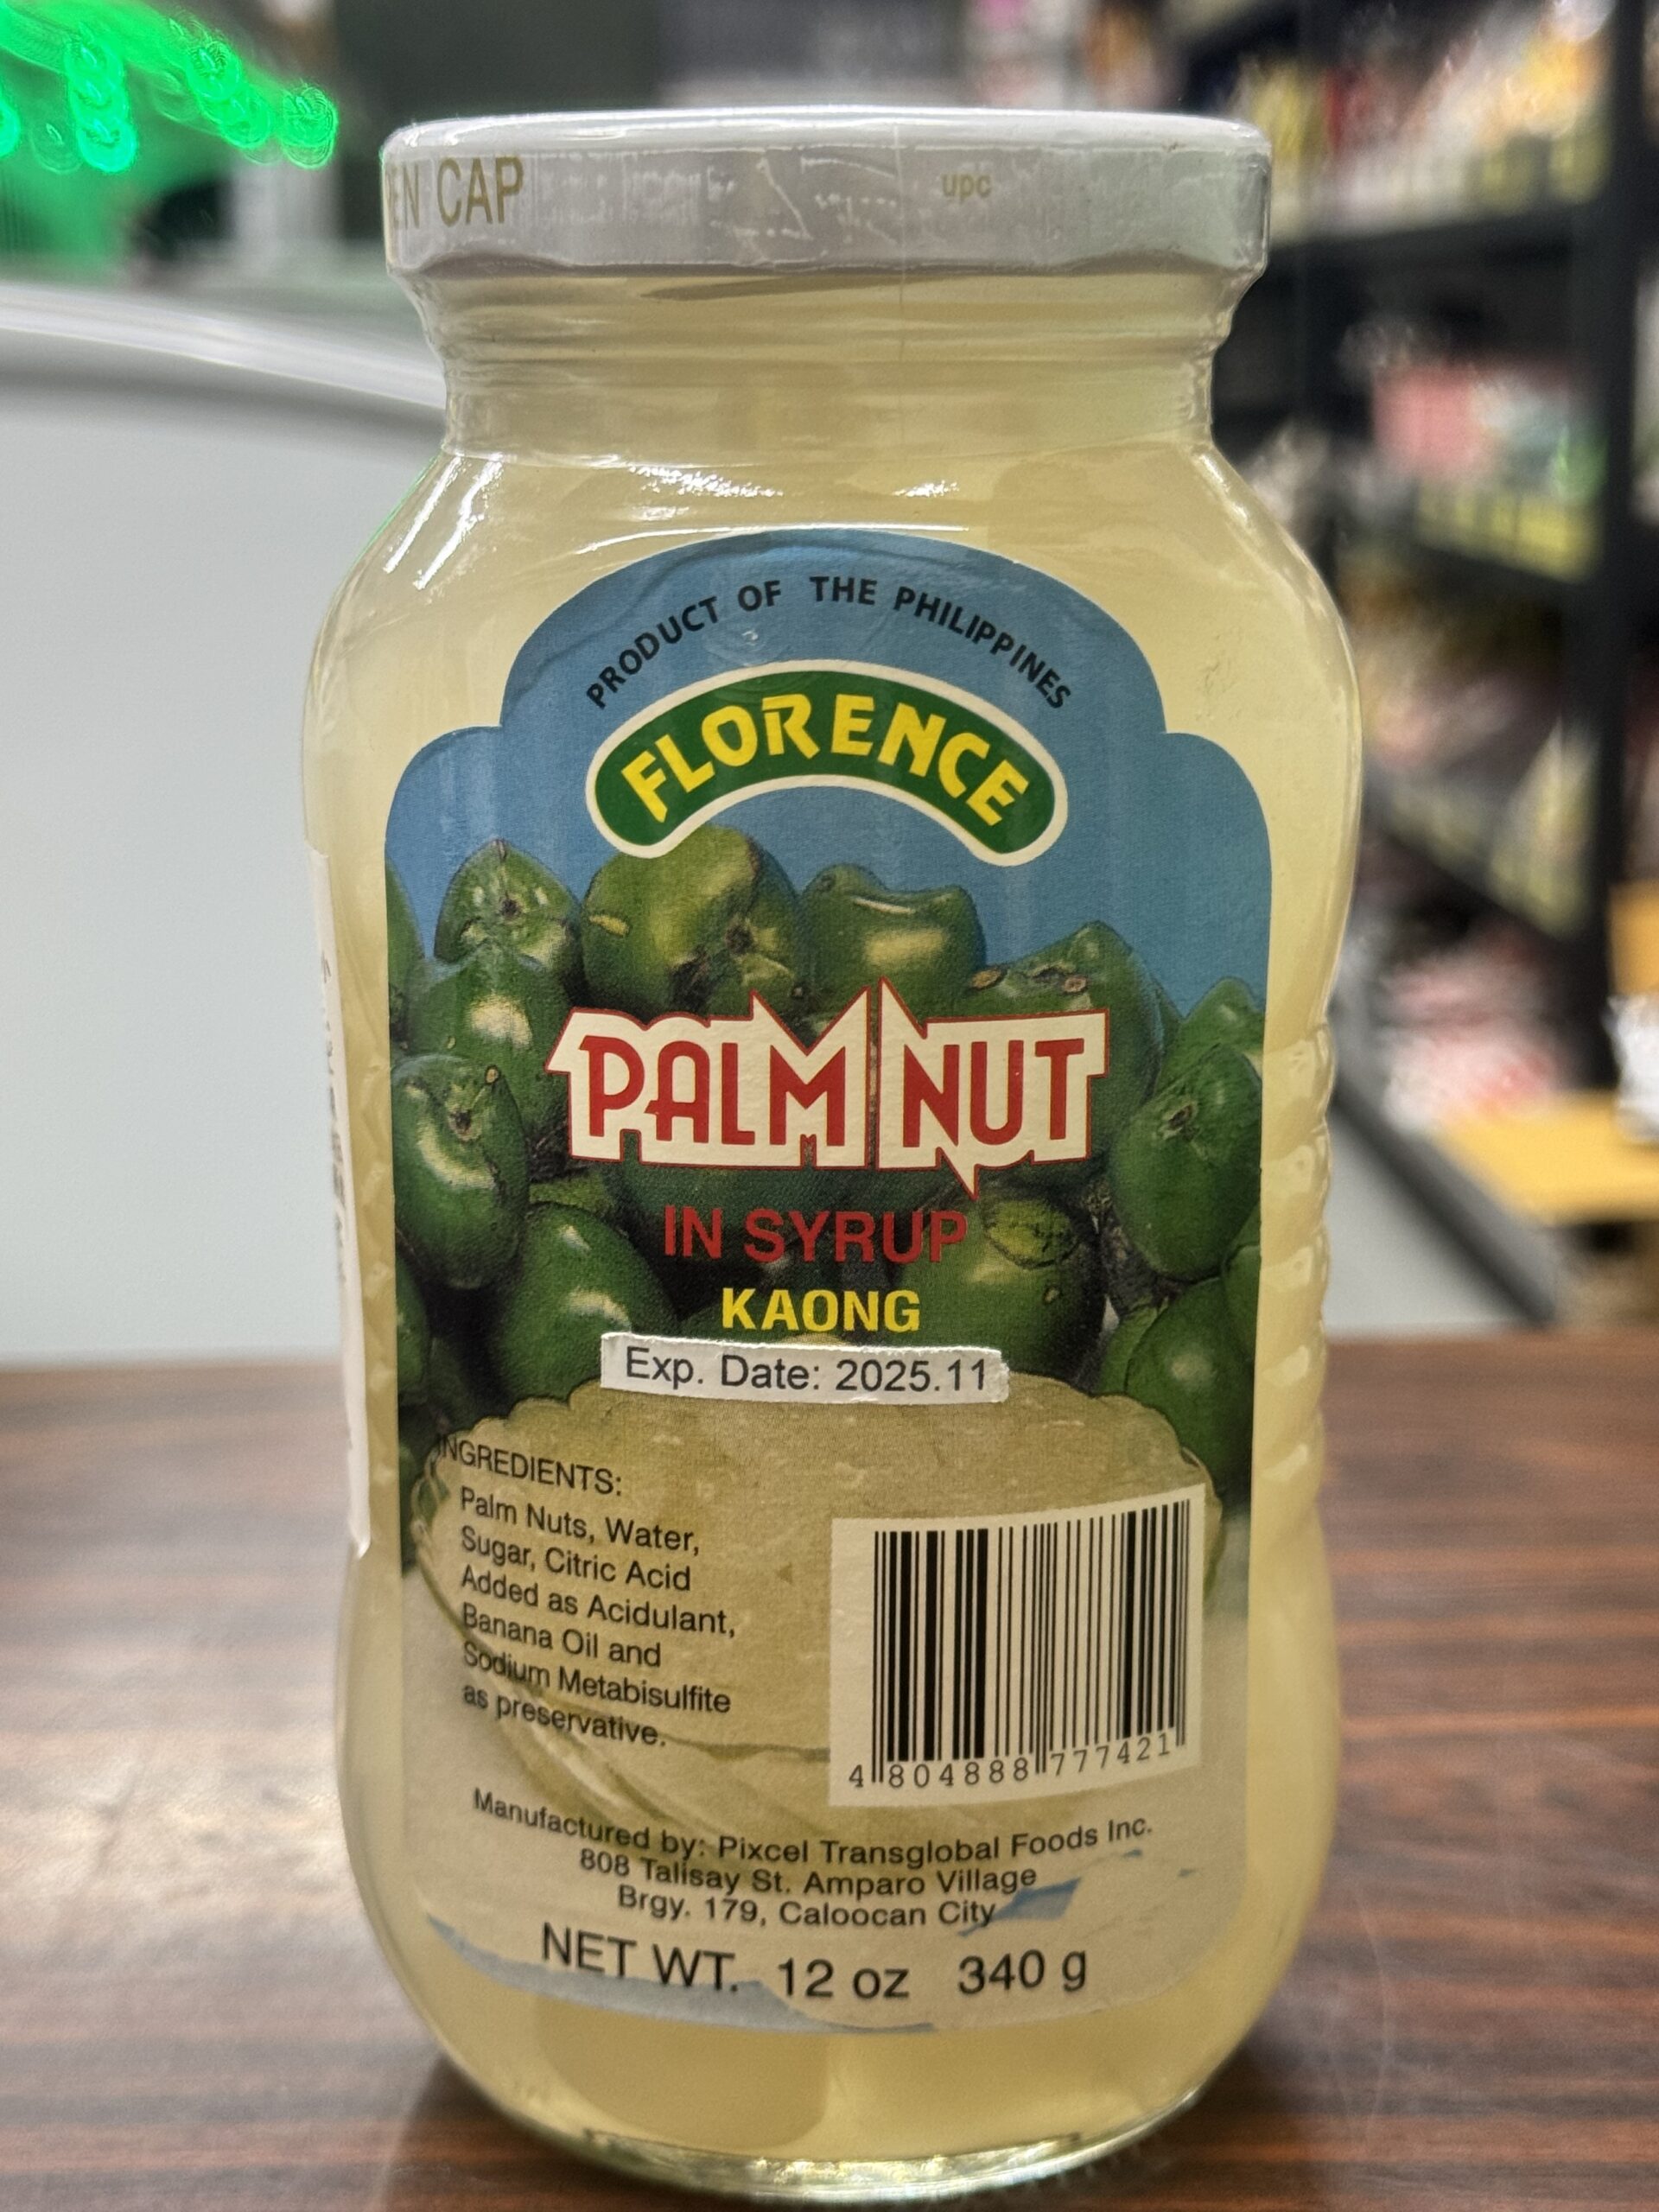 EN CAP
upc
PRODUCT OF THE PHILIPPINES
FLORENCE
PALM NUT
IN SYRUP
KAONG
Exp. Date: 2025.11
INGREDIENTS:
Palm Nuts, Water,
Sugar, Citric Acid
Added as Acidulant,
Banana Oil and
Sodium Metabisulfite
as preservative.
4 804888 777421
Manufactured by: Pixcel Transglobal Foods Inc.
808 Talisay St. Amparo Village
Brgy. 179, Caloocan City
NET WT. 12 oz 340 g